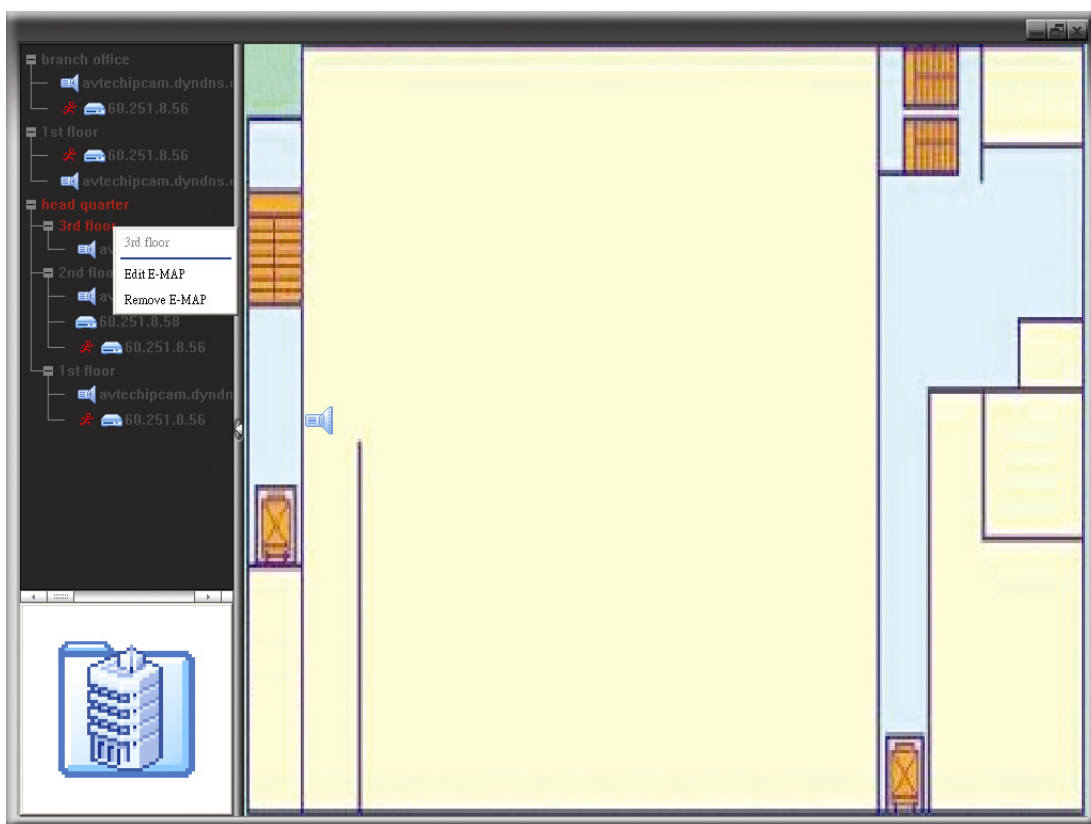 branch office
avtechipcam.dyndns.
60.251.8.56
1st floor
60.251.8.56
avtechipcam.dyndns.
head quarter
3rd floor
av
3rd floor
Edit E-MAP
Remove E-MAP
2nd floo
av
60.251.8.58
60.251.8.56
1st floor
avtechipcam.dyndn
60.251.8.56